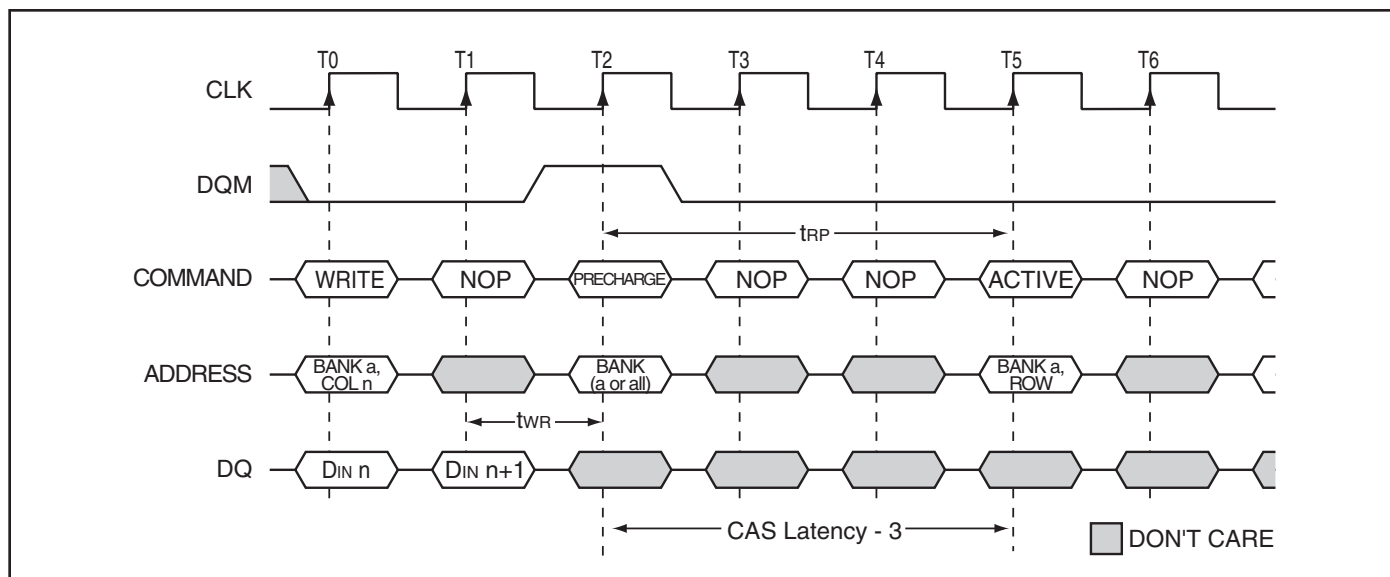 T0 T1 T2 T3 T4 T5 T6
CLK
DQM
tRP
COMMAND WRITE NOP PRECHARGE NOP NOP ACTIVE NOP
ADDRESS BANK a, COL n BANK (a or all) BANK a, ROW
tWR
DQ DIN n DIN n+1
CAS Latency - 3
DON'T CARE